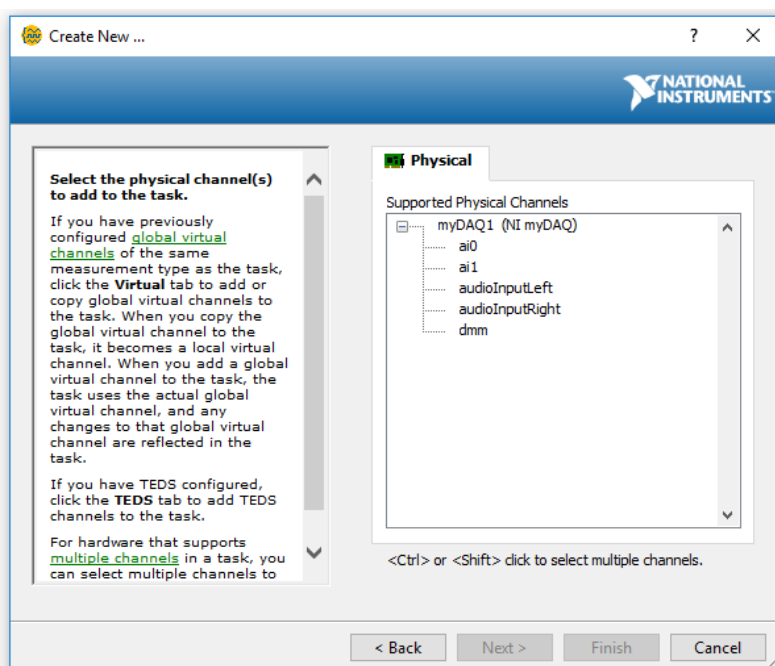 Create New ...
?
NATIONAL
INSTRUMENTS
Select the physical channel(s)
to add to the task.
If you have previously
configured global virtual
channels of the same
measurement type as the task,
click the Virtual tab to add or
copy global virtual channels to
the task. When you copy the
global virtual channel to the
task, it becomes a local virtual
channel. When you add a global
virtual channel to the task, the
task uses the actual global
virtual channel, and any
changes to that global virtual
channel are reflected in the
task.
If you have TEDS configured,
click the TEDS tab to add TEDS
channels to the task.
For hardware that supports
multiple channels in a task, you
can select multiple channels to
Physical
Supported Physical Channels
myDAQ1 (NI myDAQ)
ai0
ai1
audioInputLeft
audioInputRight
dmm
<Ctrl> or <Shift> click to select multiple channels.
< Back
Next >
Finish
Cancel